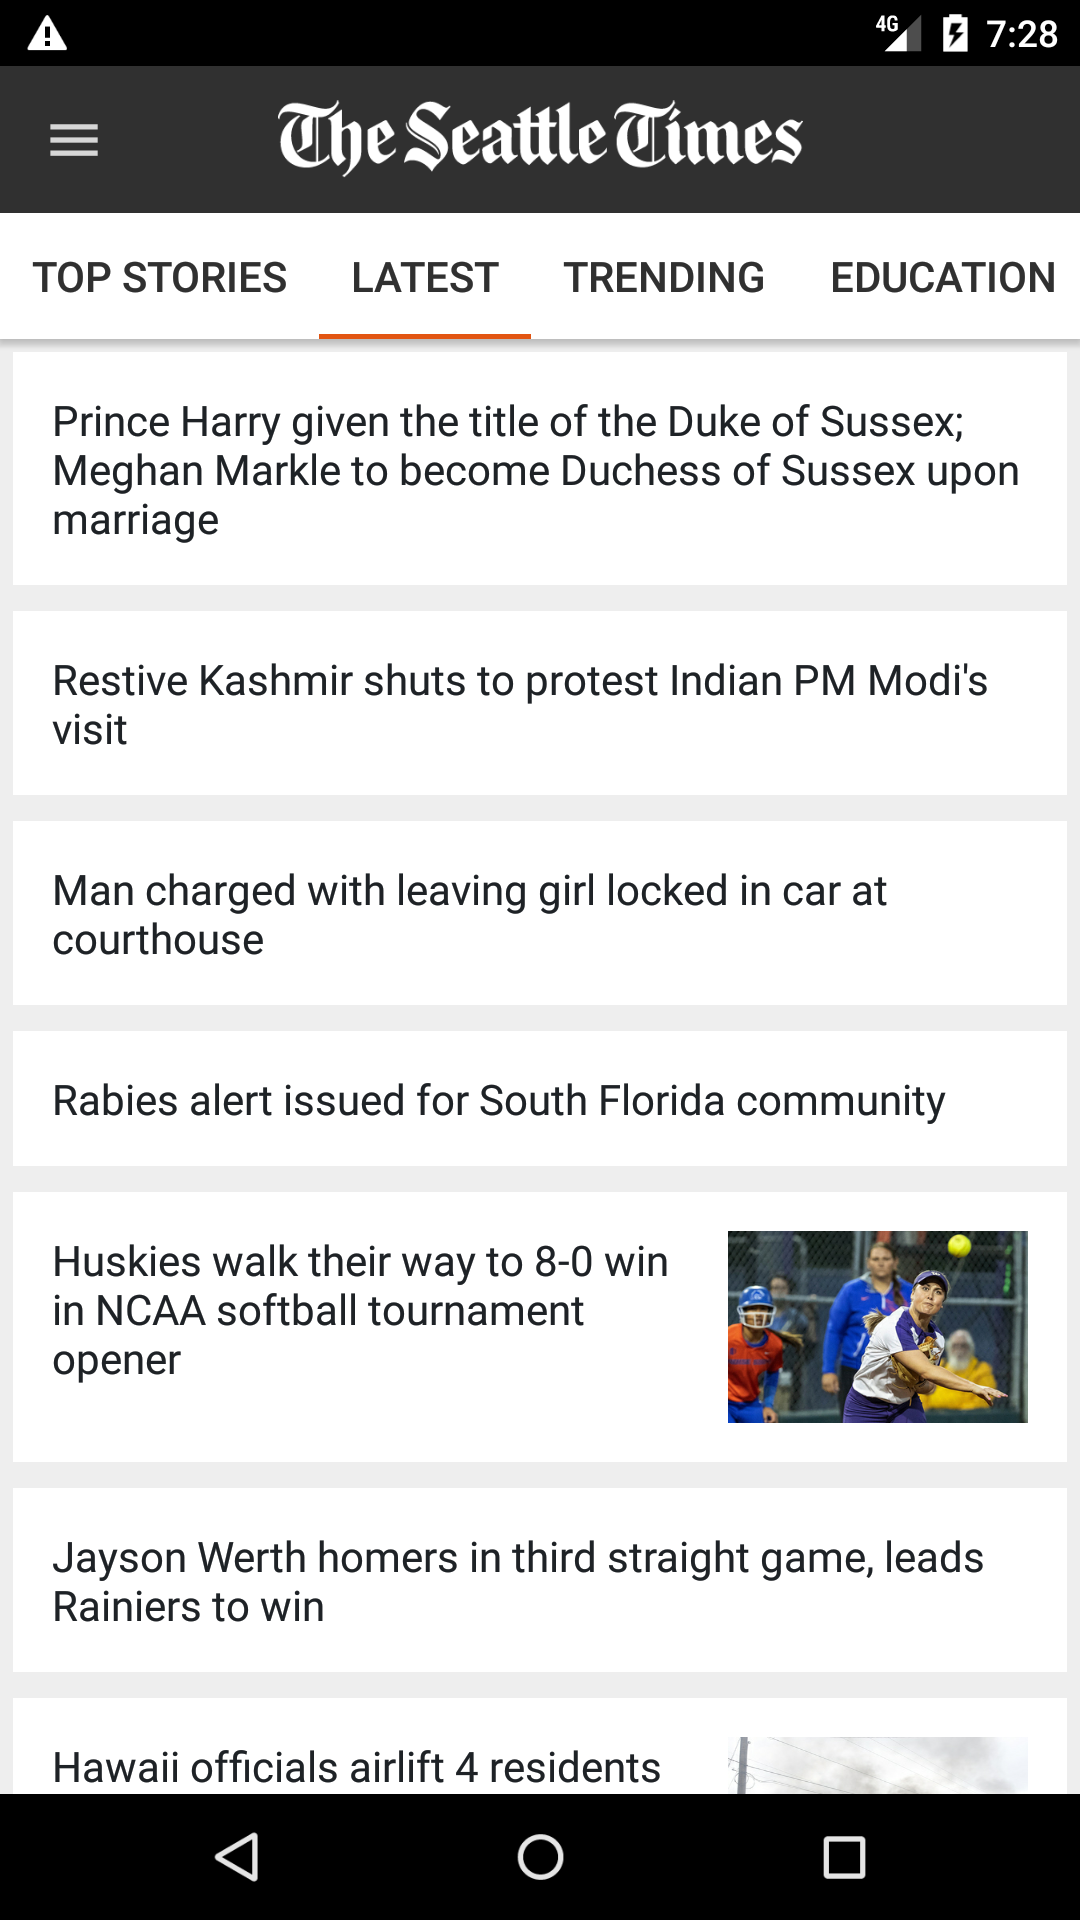 4G 7:28
The Seattle Times
TOP STORIES LATEST TRENDING EDUCATION
Prince Harry given the title of the Duke of Sussex;
Meghan Markle to become Duchess of Sussex upon
marriage
Restive Kashmir shuts to protest Indian PM Modi's
visit
Man charged with leaving girl locked in car at
courthouse
Rabies alert issued for South Florida community
Huskies walk their way to 8-0 win
in NCAA softball tournament
opener
Jayson Werth homers in third straight game, leads
Rainiers to win
Hawaii officials airlift 4 residents